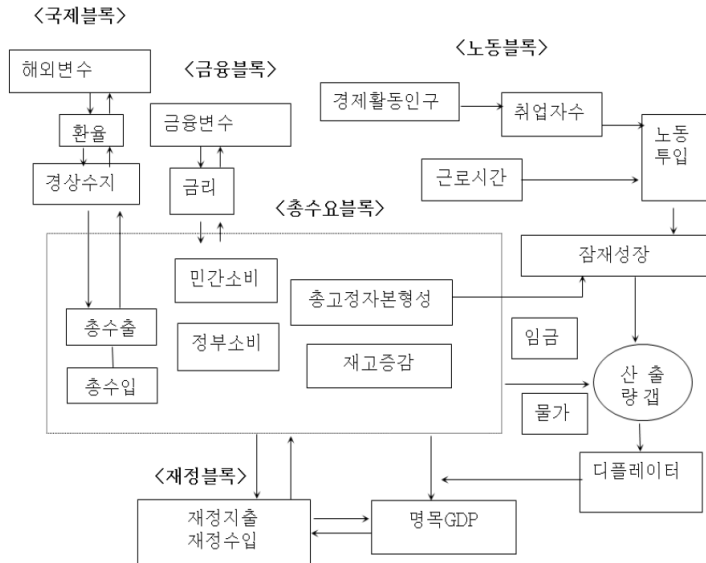 <국제블록>
해외변수
환율
경상수지
<금융블록>
금융변수
금리
<노동블록>
경제활동인구
취업자수
노동
투입
근로시간
<총수요블록>
민간소비
총고정자본형성
총수출
정부소비
재고증감
총수입
잠재성장
임금
물가
산 출
량 갭
디플레이터
<재정블록>
재정지출
재정수입
명목GDP